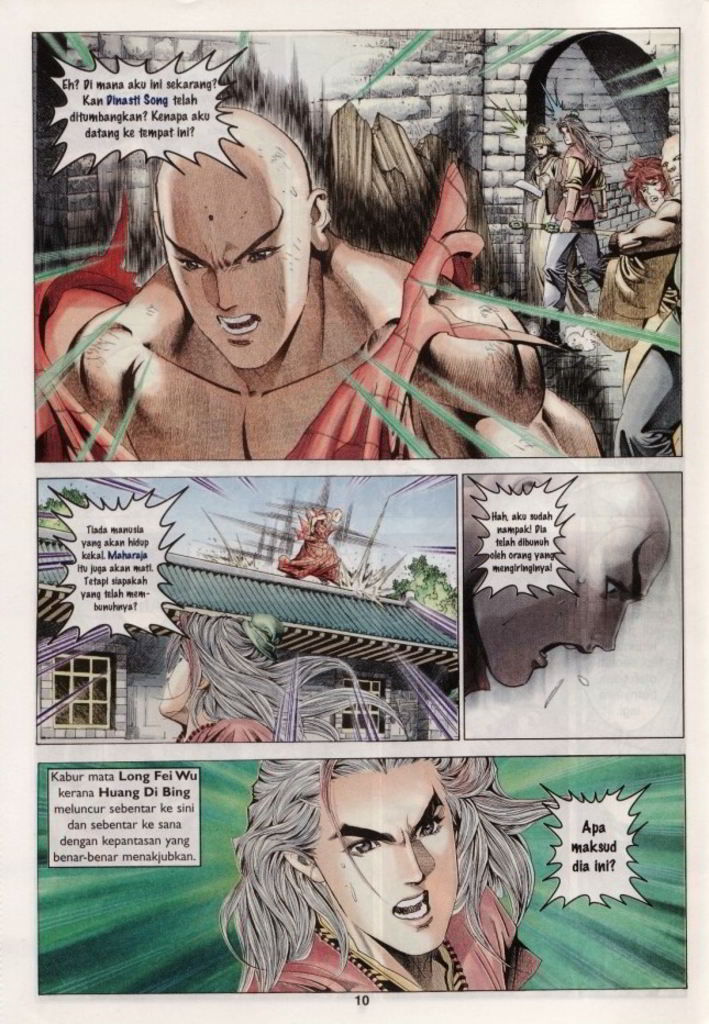 Eh? Di mana aku ini sekarang?
Kan Dinasti Song telah
ditumbangkan? Kenapa aku
datang ke tempat ini?
Tiada manusia
yang akan hidup
kekal. Maharaja
itu juga akan mati.
Tetapi siapakah
yang telah mem-
bunuhnya?
Hah, aku sudah
nampak! Dia
telah dibunuh
oleh orang yang
mengiringinya!
Kabur mata Long Fei Wu
kerana Huang Di Bing
meluncur sebentar ke sini
dan sebentar ke sana
dengan kepantasan yang
benar-benar menakjubkan.
Apa
maksud
dia ini?
10